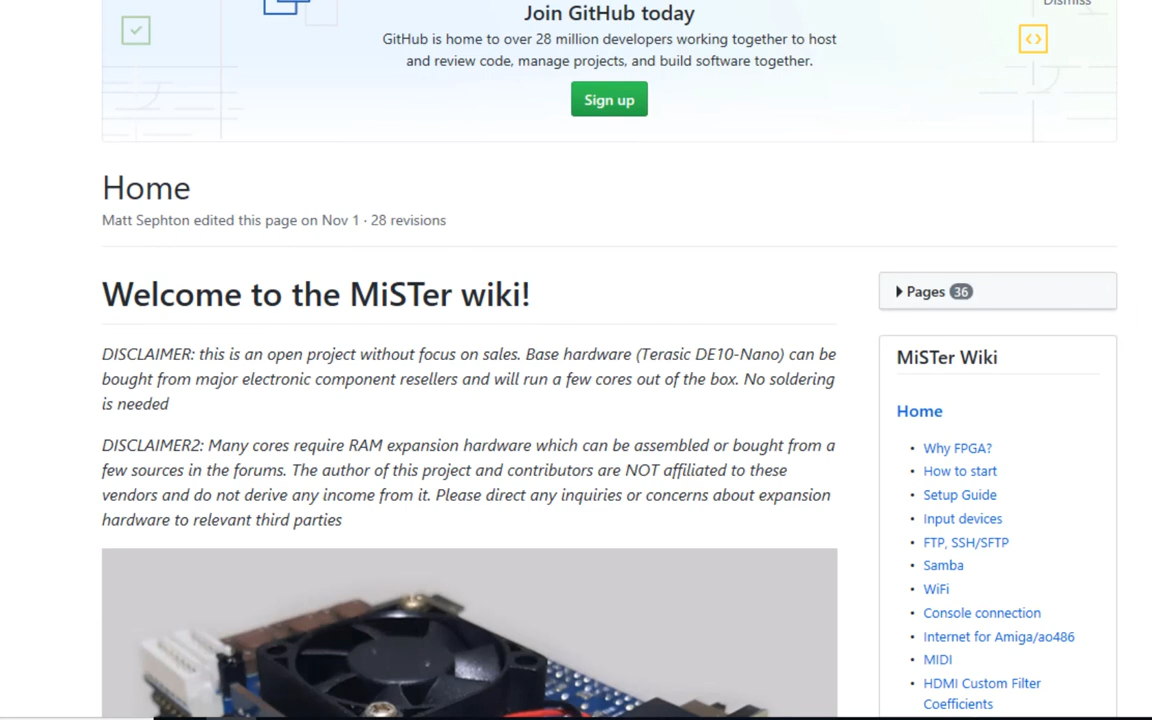 Dismiss
Join GitHub today
GitHub is home to over 28 million developers working together to host
and review code, manage projects, and build software together.
Sign up
Home
Matt Sephton edited this page on Nov 1 · 28 revisions
Welcome to the MiSTer wiki!
DISCLAIMER: this is an open project without focus on sales. Base hardware (Terasic DE10-Nano) can be
bought from major electronic component resellers and will run a few cores out of the box. No soldering
is needed
DISCLAIMER2: Many cores require RAM expansion hardware which can be assembled or bought from a
few sources in the forums. The author of this project and contributors are NOT affiliated to these
vendors and do not derive any income from it. Please direct any inquiries or concerns about expansion
hardware to relevant third parties
Pages 36
MiSTer Wiki
Home
• Why FPGA?
• How to start
• Setup Guide
• Input devices
• FTP, SSH/SFTP
• Samba
• WiFi
• Console connection
• Internet for Amiga/ao486
• MIDI
• HDMI Custom Filter
Coefficients